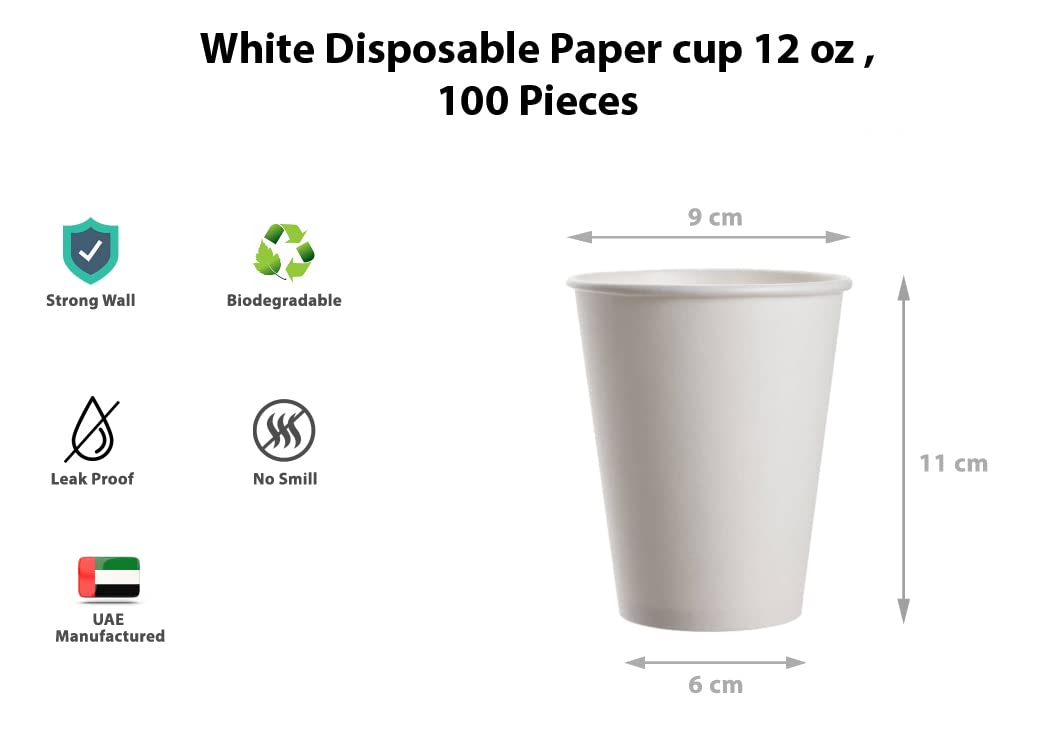 White Disposable Paper cup 12 oz ,
100 Pieces
9 cm
Strong Wall
Biodegradable
11 cm
Leak Proof
No Smill
UAE
Manufactured
6 cm